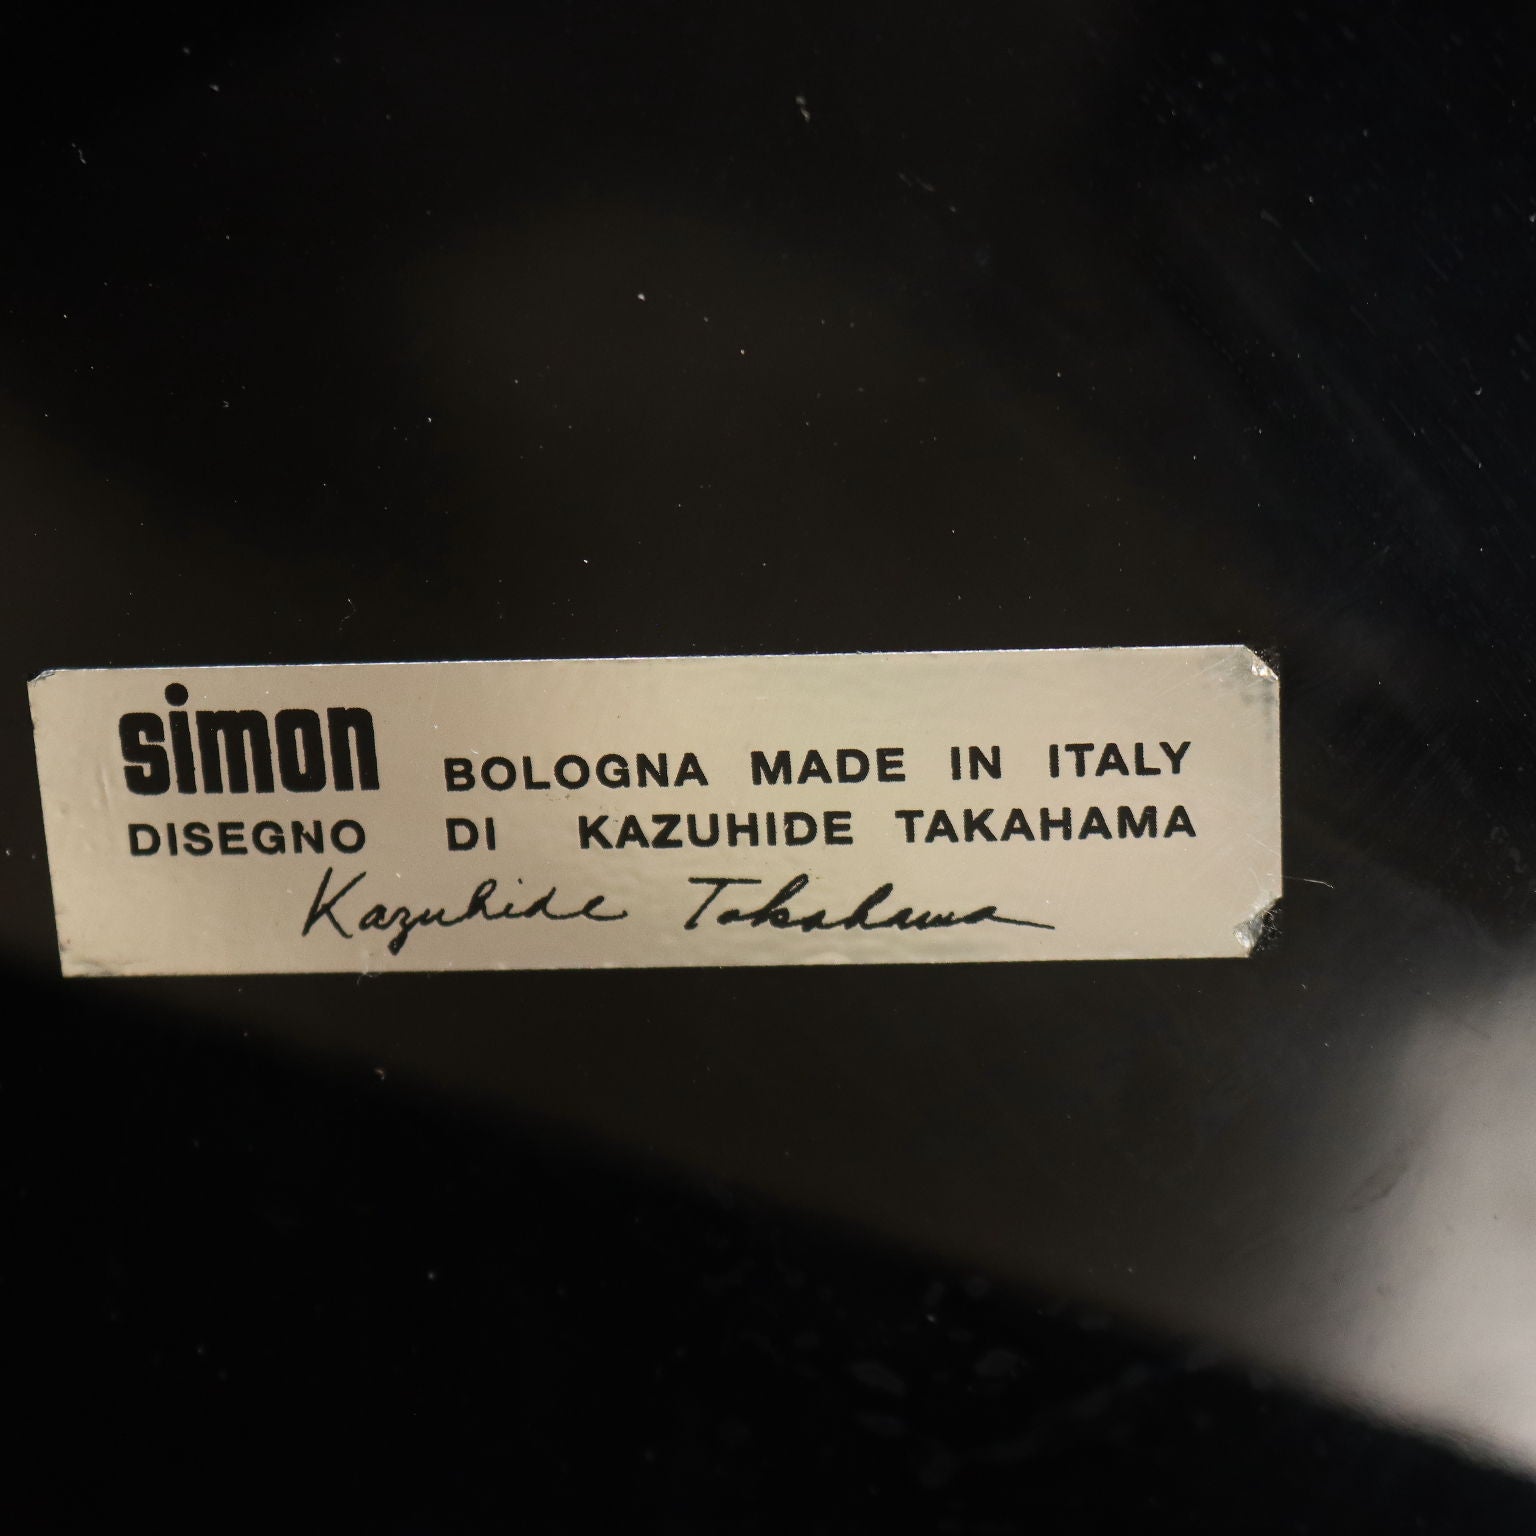 simon BOLOGNA MADE IN ITALY
DISEGNO DI KAZUHIDE TAKAHAMA
Kazuhide Takahama